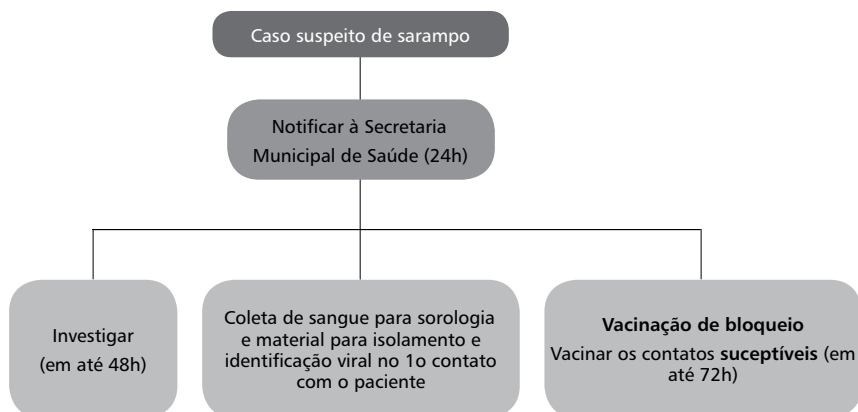 Caso suspeito de sarampo
Notificar à Secretaria
Municipal de Saúde (24h)
Investigar
(em até 48h)
Coleta de sangue para sorologia
e material para isolamento e
identificação viral no 1o contato
com o paciente
Vacinação de bloqueio
Vacinar os contatos suceptíveis (em
até 72h)